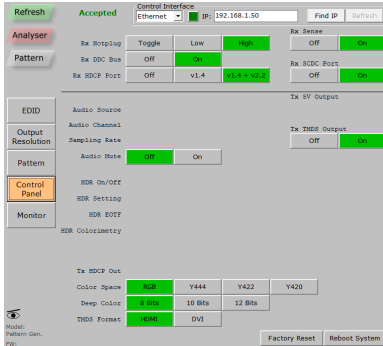 Refresh
Accepted
Control Interface
Ethernet
IP: 192.168.1.50
Find IP
Refresh
Analyser
Pattern
Rx Hotplug
Toggle
Low
High
Rx Sense
Off
On
Rx DDC Bus
Off
On
Rx SCDC Port
Off
On
Rx HDCP Port
Off
v1.4
v1.4 + v2.2
Tx 5V Output
EDID
Output Resolution
Pattern
Control Panel
Monitor
Audio Source
Audio Channel
Sampling Rate
Tx TMDS Output
Off
On
Audio Mute
Off
On
HDR On/Off
HDR Setting
HDR EOTF
HDR Colorimetry
Tx HDCP Out
Color Space
RGB
Y444
Y422
Y420
Deep Color
8 Bits
10 Bits
12 Bits
TMDS Format
HDMI
DVI
Model:
Pattern Gen.
FW:
Factory Reset
Reboot System